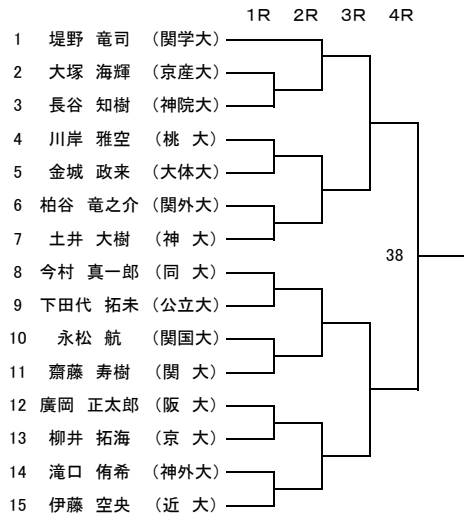 1R 2R 3R 4R
1 堤野 竜司 （関学大）
2 大塚 海輝 （京産大）
3 長谷 知樹 （神院大）
4 川岸 雅空 （桃 大）
5 金城 政来 （大体大）
6 柏谷 竜之介 （関外大）
7 土井 大樹 （神 大）
38
8 今村 真一郎 （同 大）
9 下田代 拓未 （公立大）
10 永松 航 （関国大）
11 齋藤 寿樹 （関 大）
12 廣岡 正太郎 （阪 大）
13 柳井 拓海 （京 大）
14 滝口 侑希 （神外大）
15 伊藤 空央 （近 大）